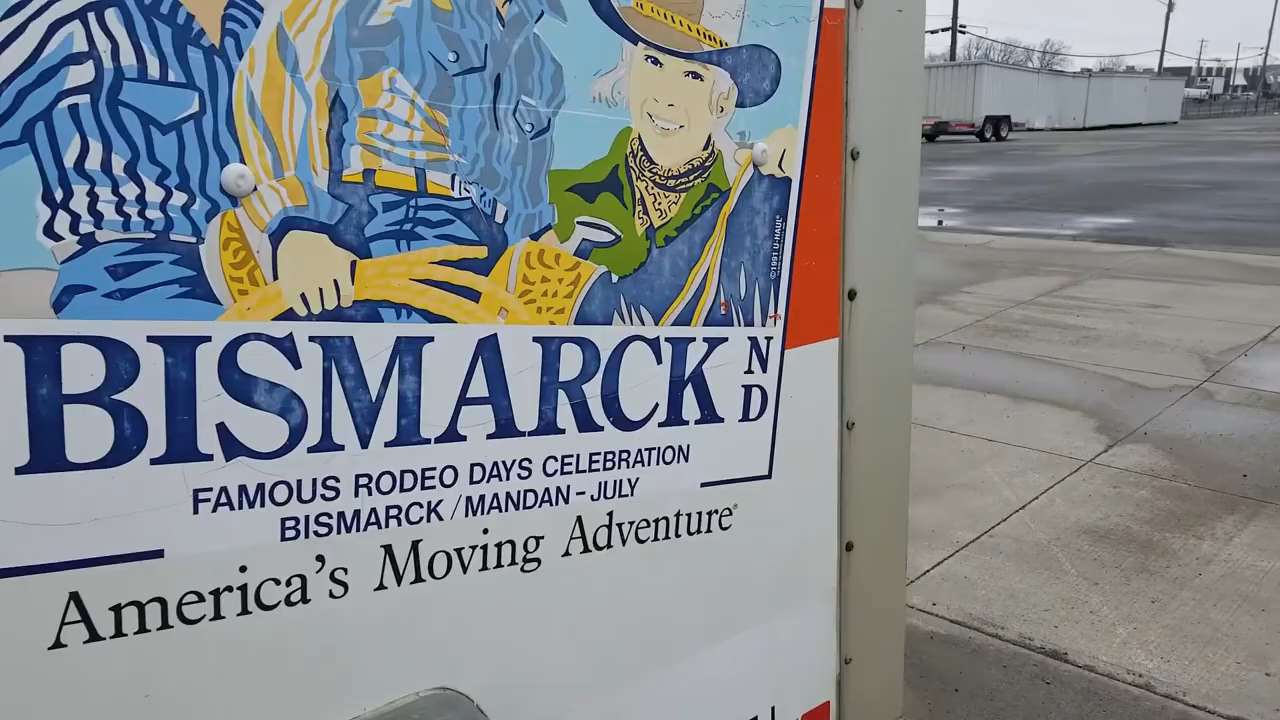 ©1991 U-HAUL®
BISMARCK ND
FAMOUS RODEO DAYS CELEBRATION
BISMARCK / MANDAN - JULY
America's Moving Adventure®